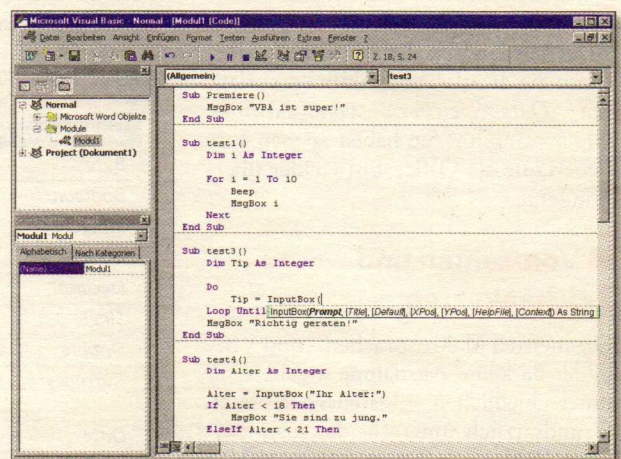 Microsoft Visual Basic - Normal - [Modul1 (Code)]
Datei Bearbeiten Ansicht Einfügen Format Testen Ausführen Extras Fenster ?
Z. 18, S. 24
(Allgemein) test3
Normal
Microsoft Word Objekte
Module
Modul1
Project (Dokument1)
Modul1 Modul
Alphabetisch Nach Kategorien
(Name) Modul1
Sub Premiere()
MsgBox "VBA ist super!"
End Sub
Sub test1()
Dim i As Integer
For i = 1 To 10
Beep
MsgBox i
Next
End Sub
Sub test3()
Dim Tip As Integer
Do
Tip = InputBox(
Loop Until InputBox(Prompt, [Title], [Default], [XPos], [YPos], [HelpFile], [Context]) As String
MsgBox "Richtig geraten!"
End Sub
Sub test4()
Dim Alter As Integer
Alter = InputBox("Ihr Alter:")
If Alter < 18 Then
MsgBox "Sie sind zu jung."
ElseIf Alter < 21 Then